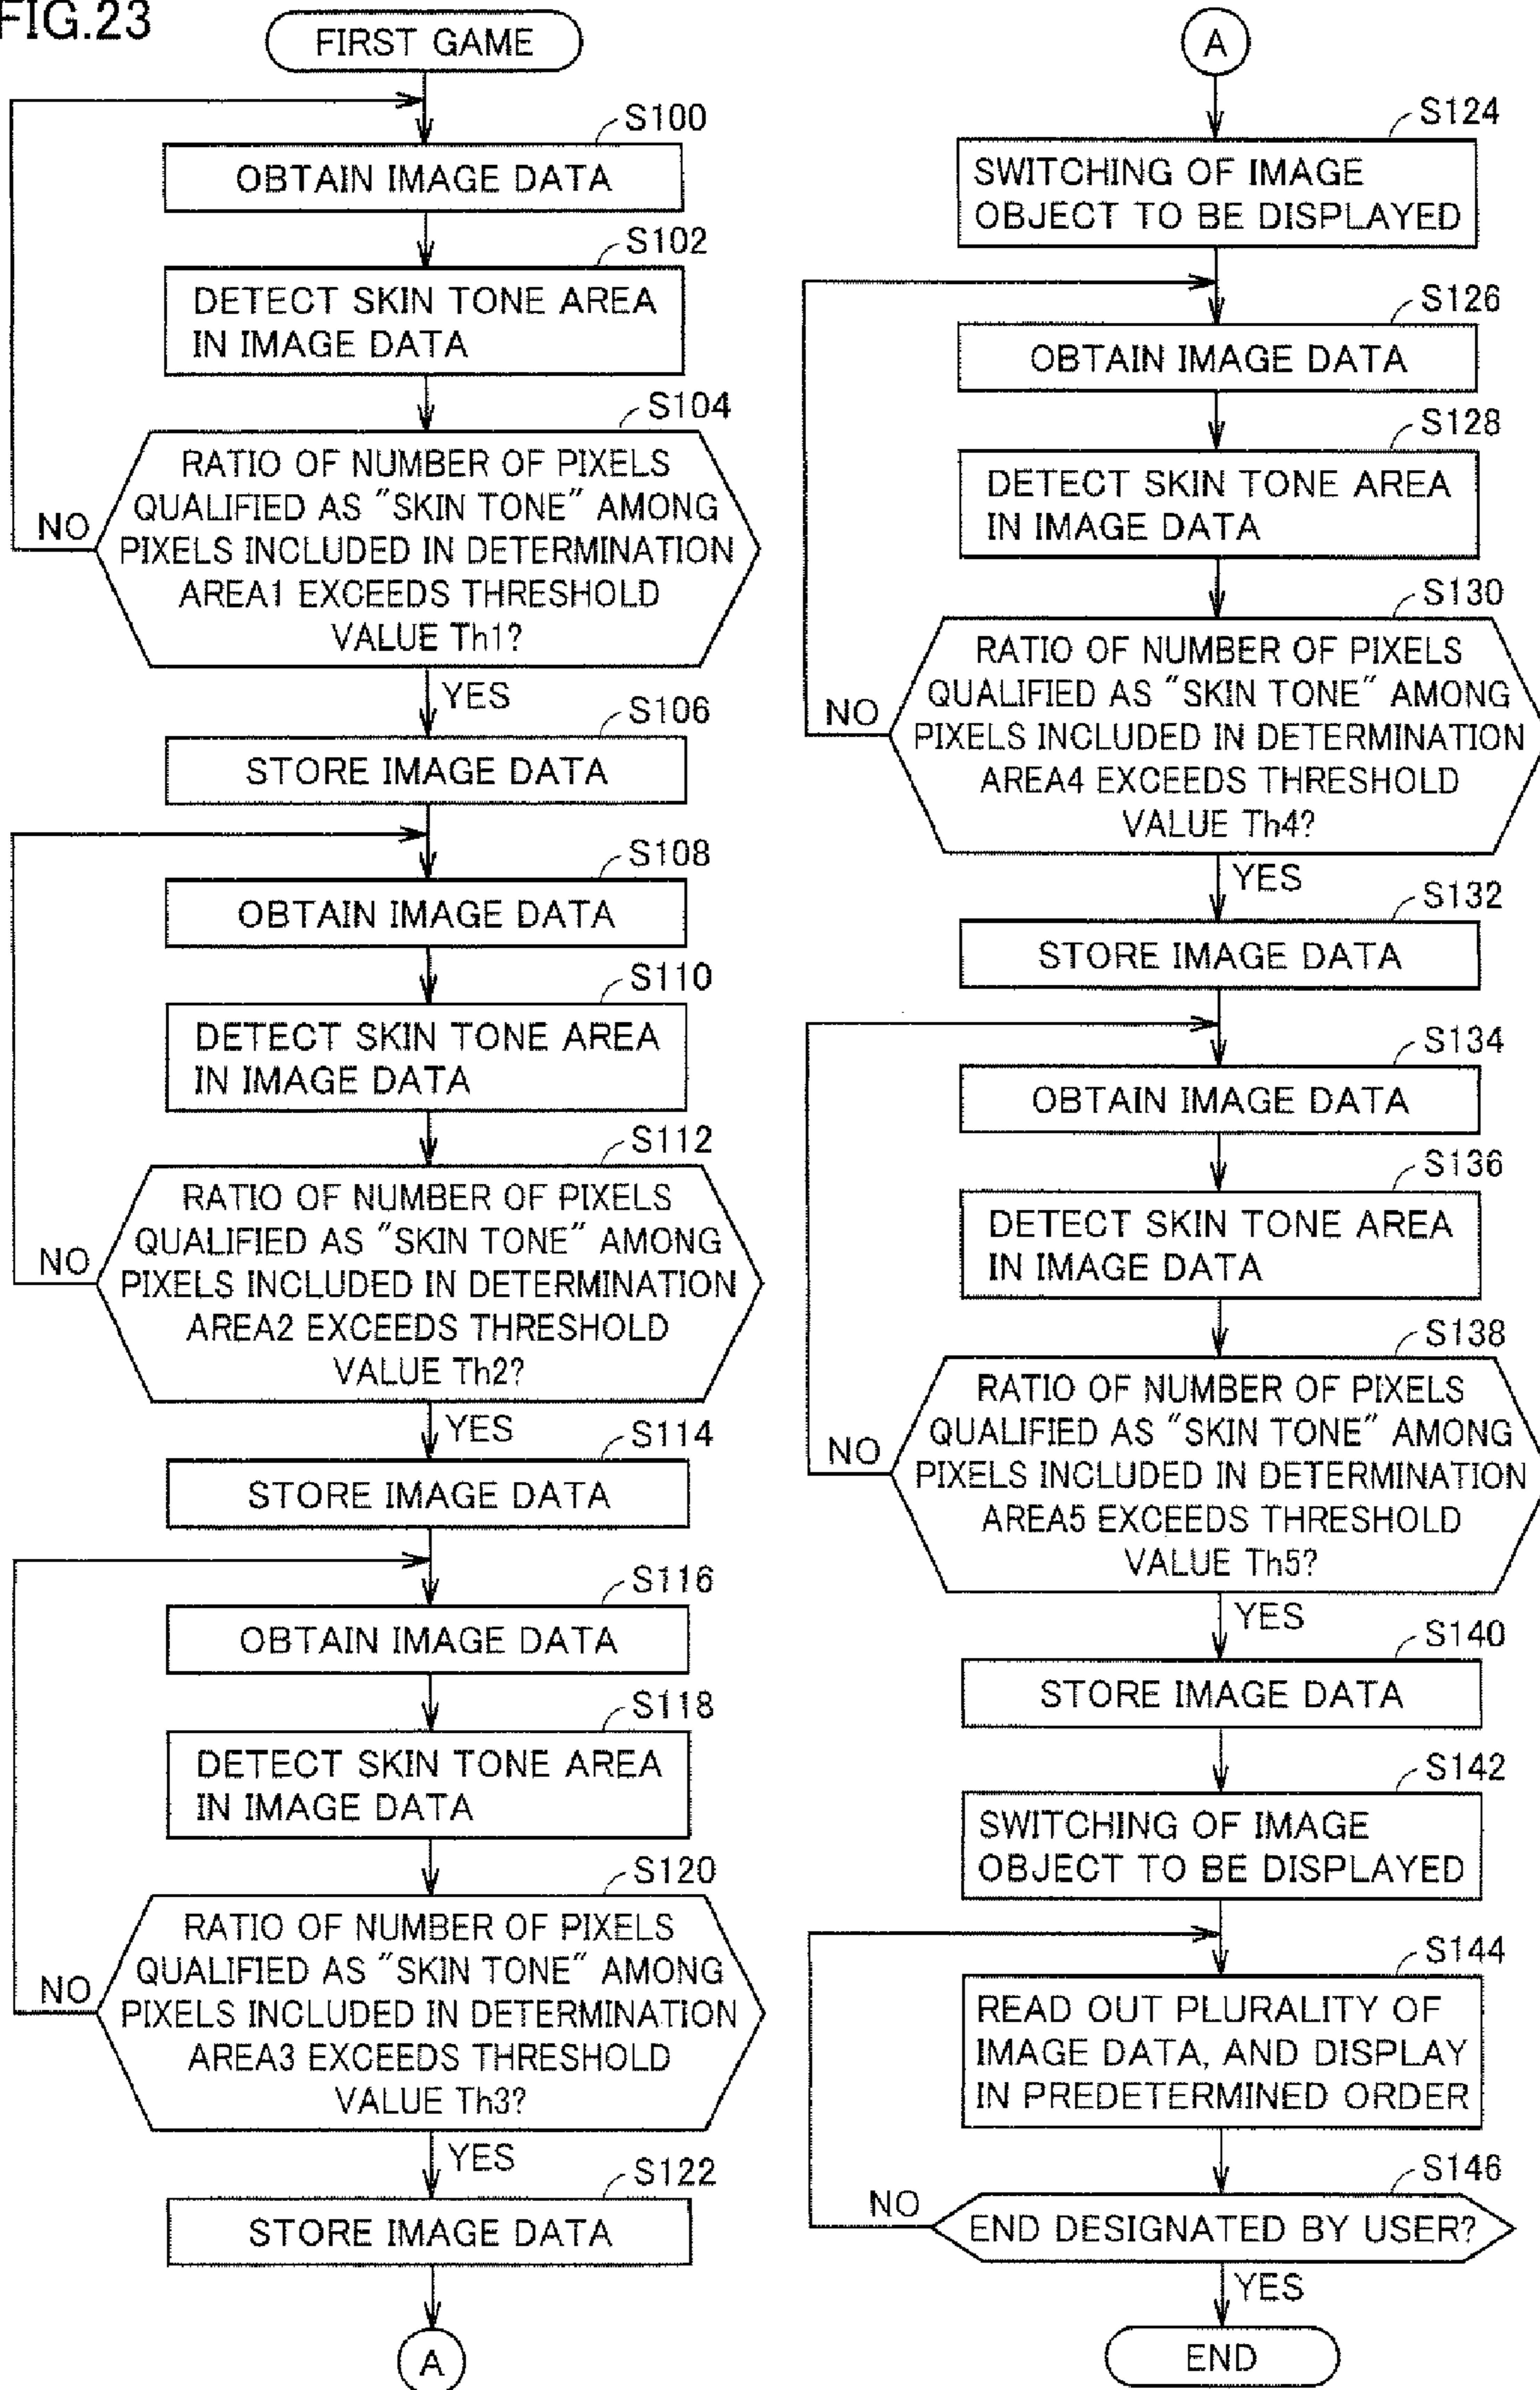 FIG.23
FIRST GAME
S100
OBTAIN IMAGE DATA
S102
DETECT SKIN TONE AREA
IN IMAGE DATA
S104
RATIO OF NUMBER OF PIXELS
QUALIFIED AS "SKIN TONE" AMONG
PIXELS INCLUDED IN DETERMINATION
AREA1 EXCEEDS THRESHOLD
VALUE Th1?
NO
YES
S106
STORE IMAGE DATA
S108
OBTAIN IMAGE DATA
S110
DETECT SKIN TONE AREA
IN IMAGE DATA
S112
RATIO OF NUMBER OF PIXELS
QUALIFIED AS "SKIN TONE" AMONG
PIXELS INCLUDED IN DETERMINATION
AREA2 EXCEEDS THRESHOLD
VALUE Th2?
NO
YES
S114
STORE IMAGE DATA
S116
OBTAIN IMAGE DATA
S118
DETECT SKIN TONE AREA
IN IMAGE DATA
S120
RATIO OF NUMBER OF PIXELS
QUALIFIED AS "SKIN TONE" AMONG
PIXELS INCLUDED IN DETERMINATION
AREA3 EXCEEDS THRESHOLD
VALUE Th3?
NO
YES
S122
STORE IMAGE DATA
A
A
S124
SWITCHING OF IMAGE
OBJECT TO BE DISPLAYED
S126
OBTAIN IMAGE DATA
S128
DETECT SKIN TONE AREA
IN IMAGE DATA
S130
RATIO OF NUMBER OF PIXELS
QUALIFIED AS "SKIN TONE" AMONG
PIXELS INCLUDED IN DETERMINATION
AREA4 EXCEEDS THRESHOLD
VALUE Th4?
NO
YES
S132
STORE IMAGE DATA
S134
OBTAIN IMAGE DATA
S136
DETECT SKIN TONE AREA
IN IMAGE DATA
S138
RATIO OF NUMBER OF PIXELS
QUALIFIED AS "SKIN TONE" AMONG
PIXELS INCLUDED IN DETERMINATION
AREA5 EXCEEDS THRESHOLD
VALUE Th5?
NO
YES
S140
STORE IMAGE DATA
S142
SWITCHING OF IMAGE
OBJECT TO BE DISPLAYED
S144
READ OUT PLURALITY OF
IMAGE DATA, AND DISPLAY
IN PREDETERMINED ORDER
S146
END DESIGNATED BY USER?
NO
YES
END